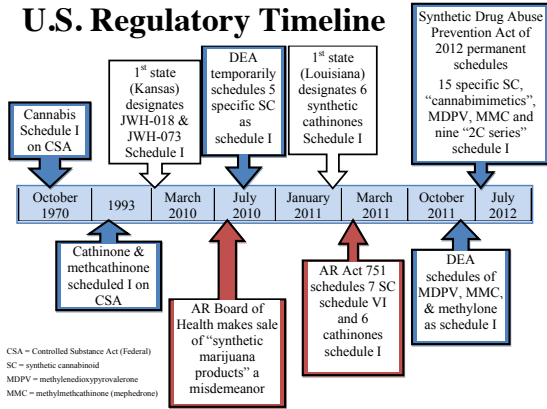 U.S. Regulatory Timeline
Cannabis
Schedule I
on CSA
1st state
(Kansas)
designates
JWH-018 &
JWH-073
Schedule I
DEA
temporarily
schedules 5
specific SC
as
schedule I
1st state
(Louisiana)
designates 6
synthetic
cathinones
Schedule I
Synthetic Drug Abuse
Prevention Act of
2012 permanent
schedules
15 specific SC,
“cannabimimetics”,
MDPV, MMC and
nine “2C series”
schedule I
October
1970
1993
March
2010
July
2010
January
2011
March
2011
October
2011
July
2012
Cathinone &
methcathinone
scheduled I on
CSA
AR Board of
Health makes sale
of “synthetic
marijuana
products” a
misdemeanor
AR Act 751
schedules 7 SC
schedule VI
and 6
cathinones
schedule I
DEA
schedules of
MDPV, MMC,
& methylone
as schedule I
CSA = Controlled Substance Act (Federal)
SC = synthetic cannabinoid
MDPV = methylenedioxypyrovalerone
MMC = methylmethcathinone (mephedrone)